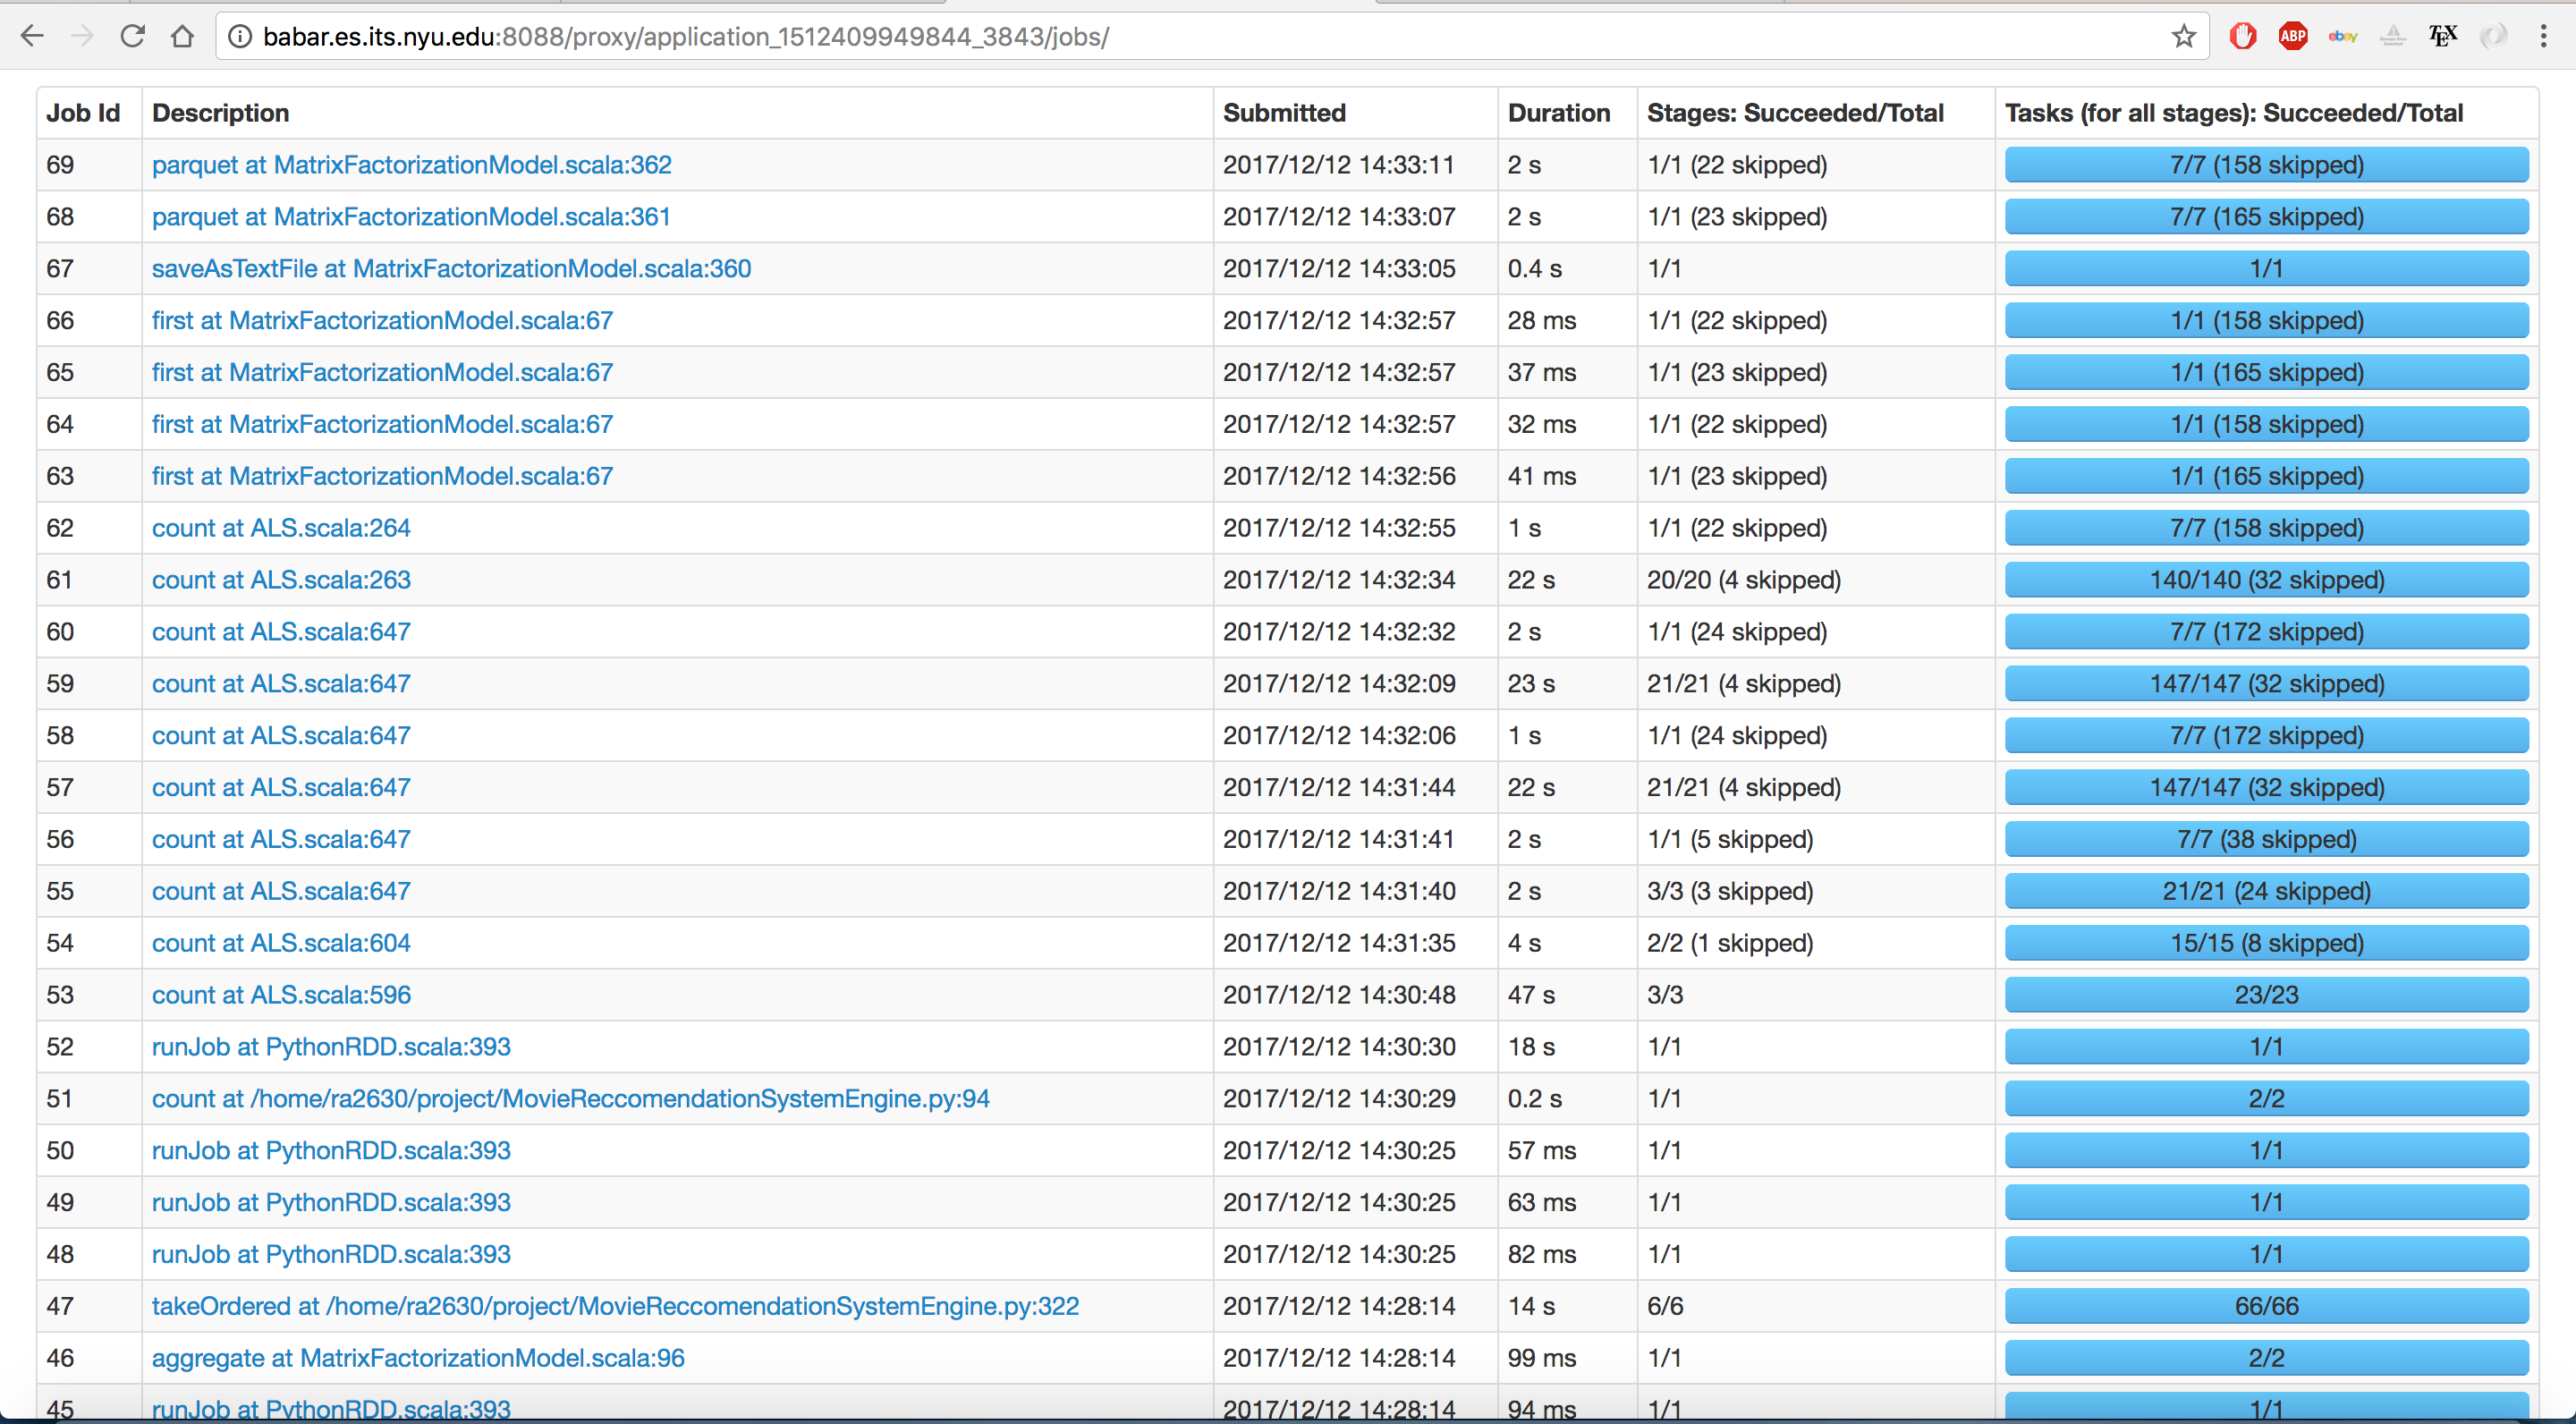 babar.es.its.nyu.edu:8088/proxy/application_1512409949844_3843/jobs/ ABP ebay TEX
Job Id Description Submitted Duration Stages: Succeeded/Total Tasks (for all stages): Succeeded/Total
69 parquet at MatrixFactorizationModel.scala:362 2017/12/12 14:33:11 2 s 1/1 (22 skipped) 7/7 (158 skipped)
68 parquet at MatrixFactorizationModel.scala:361 2017/12/12 14:33:07 2 s 1/1 (23 skipped) 7/7 (165 skipped)
67 saveAsTextFile at MatrixFactorizationModel.scala:360 2017/12/12 14:33:05 0.4 s 1/1 1/1
66 first at MatrixFactorizationModel.scala:67 2017/12/12 14:32:57 28 ms 1/1 (22 skipped) 1/1 (158 skipped)
65 first at MatrixFactorizationModel.scala:67 2017/12/12 14:32:57 37 ms 1/1 (23 skipped) 1/1 (165 skipped)
64 first at MatrixFactorizationModel.scala:67 2017/12/12 14:32:57 32 ms 1/1 (22 skipped) 1/1 (158 skipped)
63 first at MatrixFactorizationModel.scala:67 2017/12/12 14:32:56 41 ms 1/1 (23 skipped) 1/1 (165 skipped)
62 count at ALS.scala:264 2017/12/12 14:32:55 1 s 1/1 (22 skipped) 7/7 (158 skipped)
61 count at ALS.scala:263 2017/12/12 14:32:34 22 s 20/20 (4 skipped) 140/140 (32 skipped)
60 count at ALS.scala:647 2017/12/12 14:32:32 2 s 1/1 (24 skipped) 7/7 (172 skipped)
59 count at ALS.scala:647 2017/12/12 14:32:09 23 s 21/21 (4 skipped) 147/147 (32 skipped)
58 count at ALS.scala:647 2017/12/12 14:32:06 1 s 1/1 (24 skipped) 7/7 (172 skipped)
57 count at ALS.scala:647 2017/12/12 14:31:44 22 s 21/21 (4 skipped) 147/147 (32 skipped)
56 count at ALS.scala:647 2017/12/12 14:31:41 2 s 1/1 (5 skipped) 7/7 (38 skipped)
55 count at ALS.scala:647 2017/12/12 14:31:40 2 s 3/3 (3 skipped) 21/21 (24 skipped)
54 count at ALS.scala:604 2017/12/12 14:31:35 4 s 2/2 (1 skipped) 15/15 (8 skipped)
53 count at ALS.scala:596 2017/12/12 14:30:48 47 s 3/3 23/23
52 runJob at PythonRDD.scala:393 2017/12/12 14:30:30 18 s 1/1 1/1
51 count at /home/ra2630/project/MovieReccomendationSystemEngine.py:94 2017/12/12 14:30:29 0.2 s 1/1 2/2
50 runJob at PythonRDD.scala:393 2017/12/12 14:30:25 57 ms 1/1 1/1
49 runJob at PythonRDD.scala:393 2017/12/12 14:30:25 63 ms 1/1 1/1
48 runJob at PythonRDD.scala:393 2017/12/12 14:30:25 82 ms 1/1 1/1
47 takeOrdered at /home/ra2630/project/MovieReccomendationSystemEngine.py:322 2017/12/12 14:28:14 14 s 6/6 66/66
46 aggregate at MatrixFactorizationModel.scala:96 2017/12/12 14:28:14 99 ms 1/1 2/2
45 runJob at PythonRDD.scala:393 2017/12/12 14:28:14 94 ms 1/1 1/1